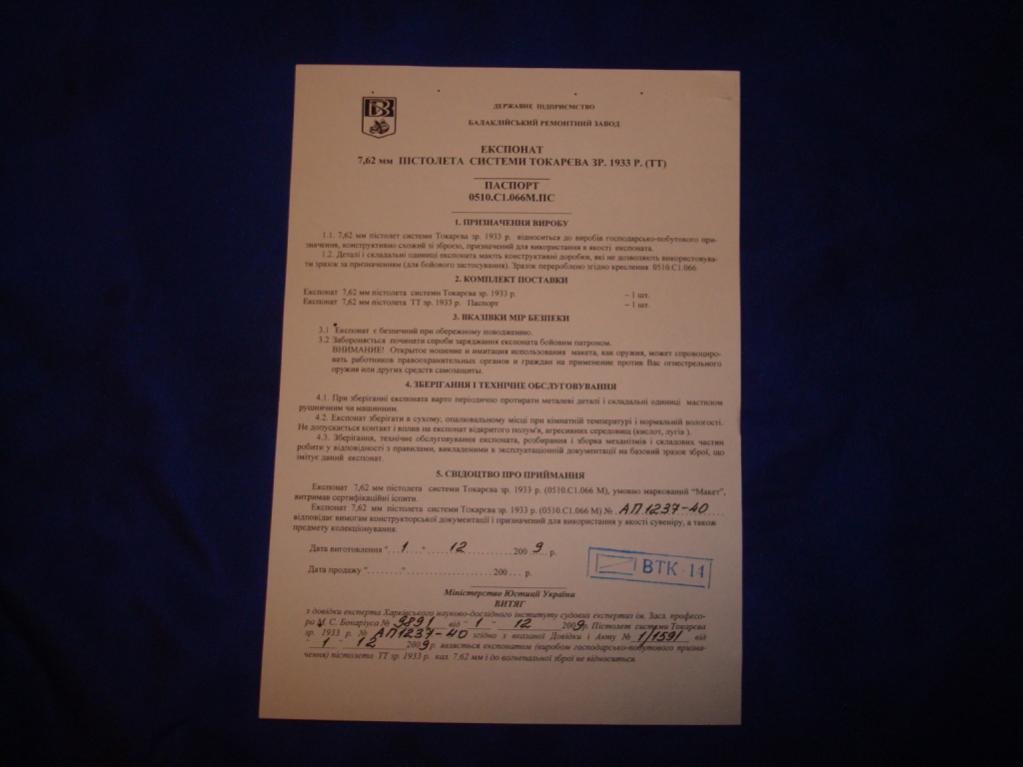 БРЗ
ДЕРЖАВНЕ ПІДПРИЄМСТВО
БАЛАКЛІЙСЬКИЙ РЕМОНТНИЙ ЗАВОД
ЕКСПОНАТ
7,62 мм ПІСТОЛЕТА СИСТЕМИ ТОКАРЄВА ЗР. 1933 Р. (ТТ)
ПАСПОРТ
0510.С1.066М.ПС
1. ПРИЗНАЧЕННЯ ВИРОБУ
1.1. 7,62 мм пістолет системи Токарєва зр. 1933 р. відноситься до виробів господарсько-побутового при-
значення, конструктивно схожий зі зброєю, призначений для використання в якості експоната.
1.2. Деталі і складальні одиниці експоната мають конструктивні доробки, які не дозволяють використовува-
ти зразок за призначенням (для бойового застосування). Зразок перероблено згідно креслення 0510.С1.066.
2. КОМПЛЕКТ ПОСТАВКИ
Експонат 7,62 мм пістолета системи Токарєва зр. 1933 р. – 1 шт.
Експонат 7,62 мм пістолета ТТ зр. 1933 р. Паспорт – 1 шт.
3. ВКАЗІВКИ МІР БЕЗПЕКИ
3.1 Експонат є безпечний при обережному поводженню.
3.2 Забороняється починати спроби заряджання експоната бойовим патроном.
ВНИМАНИЕ! Открытое ношение и имитация использования макета, как оружия, может спровоциро-
вать работников правоохранительных органов и граждан на применение против Вас огнестрельного
оружия или других средств самозащиты.
4. ЗБЕРІГАННЯ І ТЕХНІЧНЕ ОБСЛУГОВУВАННЯ
4.1. При зберіганні експоната варто періодично протирати металеві деталі і складальні одиниці мастилом
рушничним чи машинним.
4.2. Експонат зберігати в сухому, опалювальному місці при кімнатній температурі і нормальній вологості.
Не допускається контакт і вплив на експонат відкритого полум'я, агресивних середовищ (кислот, лугів ).
4.3. Зберігання, технічне обслуговування експоната, розбирання і зборка механізмів і складових частин
робити у відповідності з правилами, викладеними в эксплуатаційної документації на базовий зразок зброї, що
імітує даний експонат.
5. СВІДОЦТВО ПРО ПРИЙМАННЯ
Експонат 7,62 мм пістолета системи Токарєва зр. 1933 р. (0510.С1.066 М), умовно маркований “Макет”,
витримав сертифікаційні іспити.
Експонат 7,62 мм пістолета системи Токарєва зр. 1933 р. (0510.С1.066 М) № АП1237-40
відповідає вимогам конструкторської документації і призначений для використання у якості сувеніру, а також
предмету колекціонування.
Дата виготовлення “ 1 ” 12 200 9 р.
Дата продажу “.......” 200... р.
ВТК 14
Міністерство Юстиції України
ВИТЯГ
з довідки експерта Харківського науково-дослідного інституту судових експертиз ім. Засл. професо-
ра М. С. Бокаріуса № 9891 від " 1 " 12 2009р. Пістолет системи Токарєва
зр. 1933 р. № АП1237-40 згідно з вказаної Довідки і Акту № 1/1591 від
" 1 " 12 2009р. являється експонатом (виробом господарсько-побутового призна-
чення) пістолета ТТ зр. 1933 р. кал. 7,62 мм і до вогнепальної зброї не відноситься.